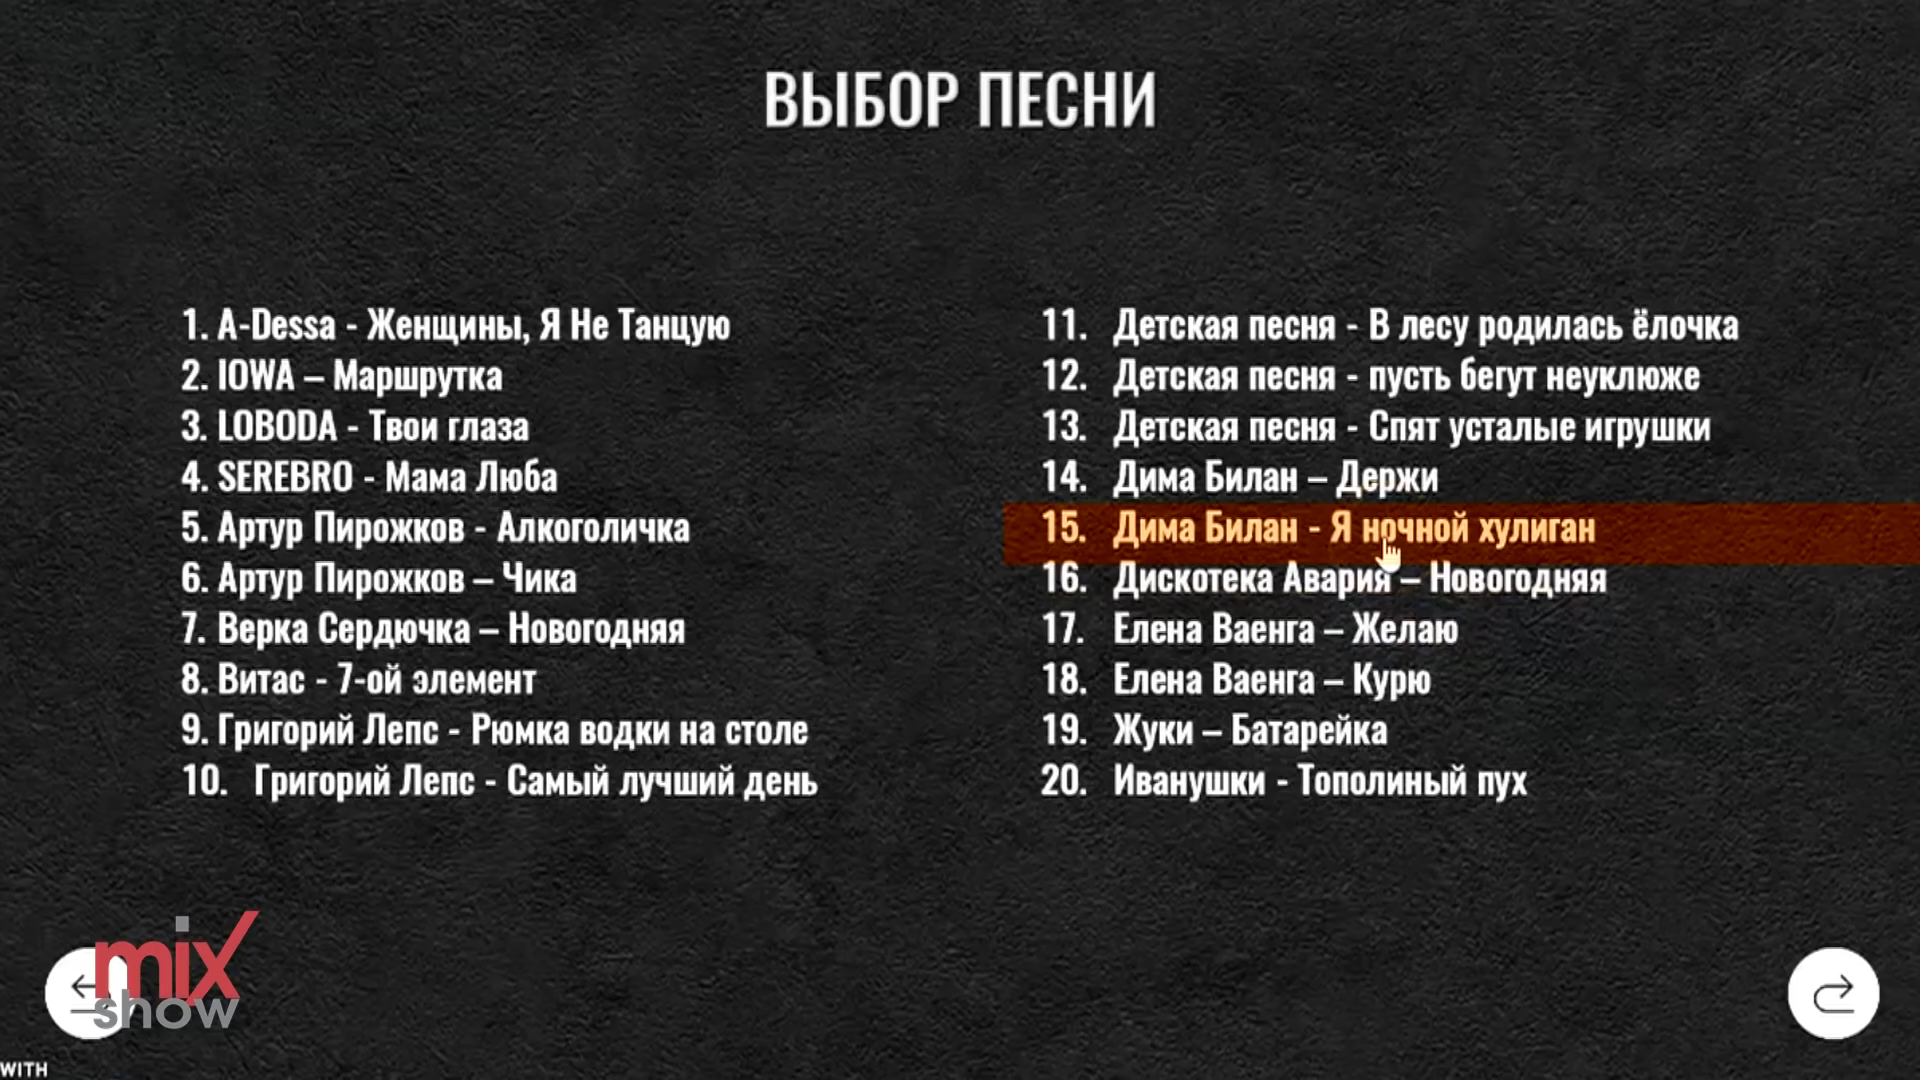 ВЫБОР ПЕСНИ
1. A-Dessa - Женщины, Я Не Танцую
2. IOWA – Маршрутка
3. LOBODA - Твои глаза
4. SEREBRO - Мама Люба
5. Артур Пирожков - Алкоголичка
6. Артур Пирожков – Чика
7. Верка Сердючка – Новогодняя
8. Витас - 7-ой элемент
9. Григорий Лепс - Рюмка водки на столе
10. Григорий Лепс - Самый лучший день
11. Детская песня - В лесу родилась ёлочка
12. Детская песня - пусть бегут неуклюже
13. Детская песня - Спят усталые игрушки
14. Дима Билан – Держи
15. Дима Билан - Я ночной хулиган
16. Дискотека Авария – Новогодняя
17. Елена Ваенга – Желаю
18. Елена Ваенга – Курю
19. Жуки – Батарейка
20. Иванушки - Тополиный пух
mix
show
WITH